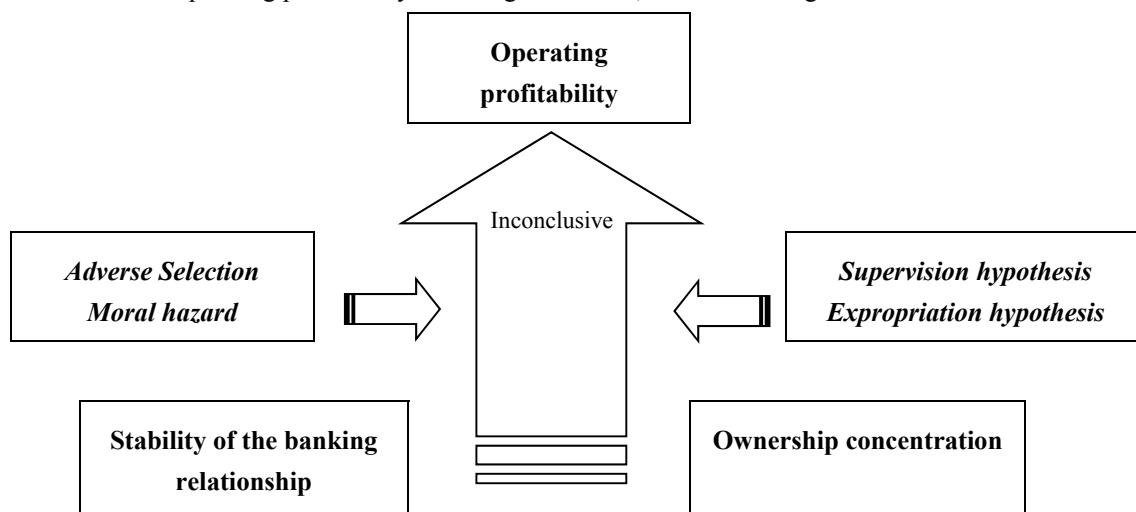 Operating
profitability
Inconclusive
Adverse Selection
Moral hazard
Supervision hypothesis
Expropriation hypothesis
Stability of the banking
relationship
Ownership concentration